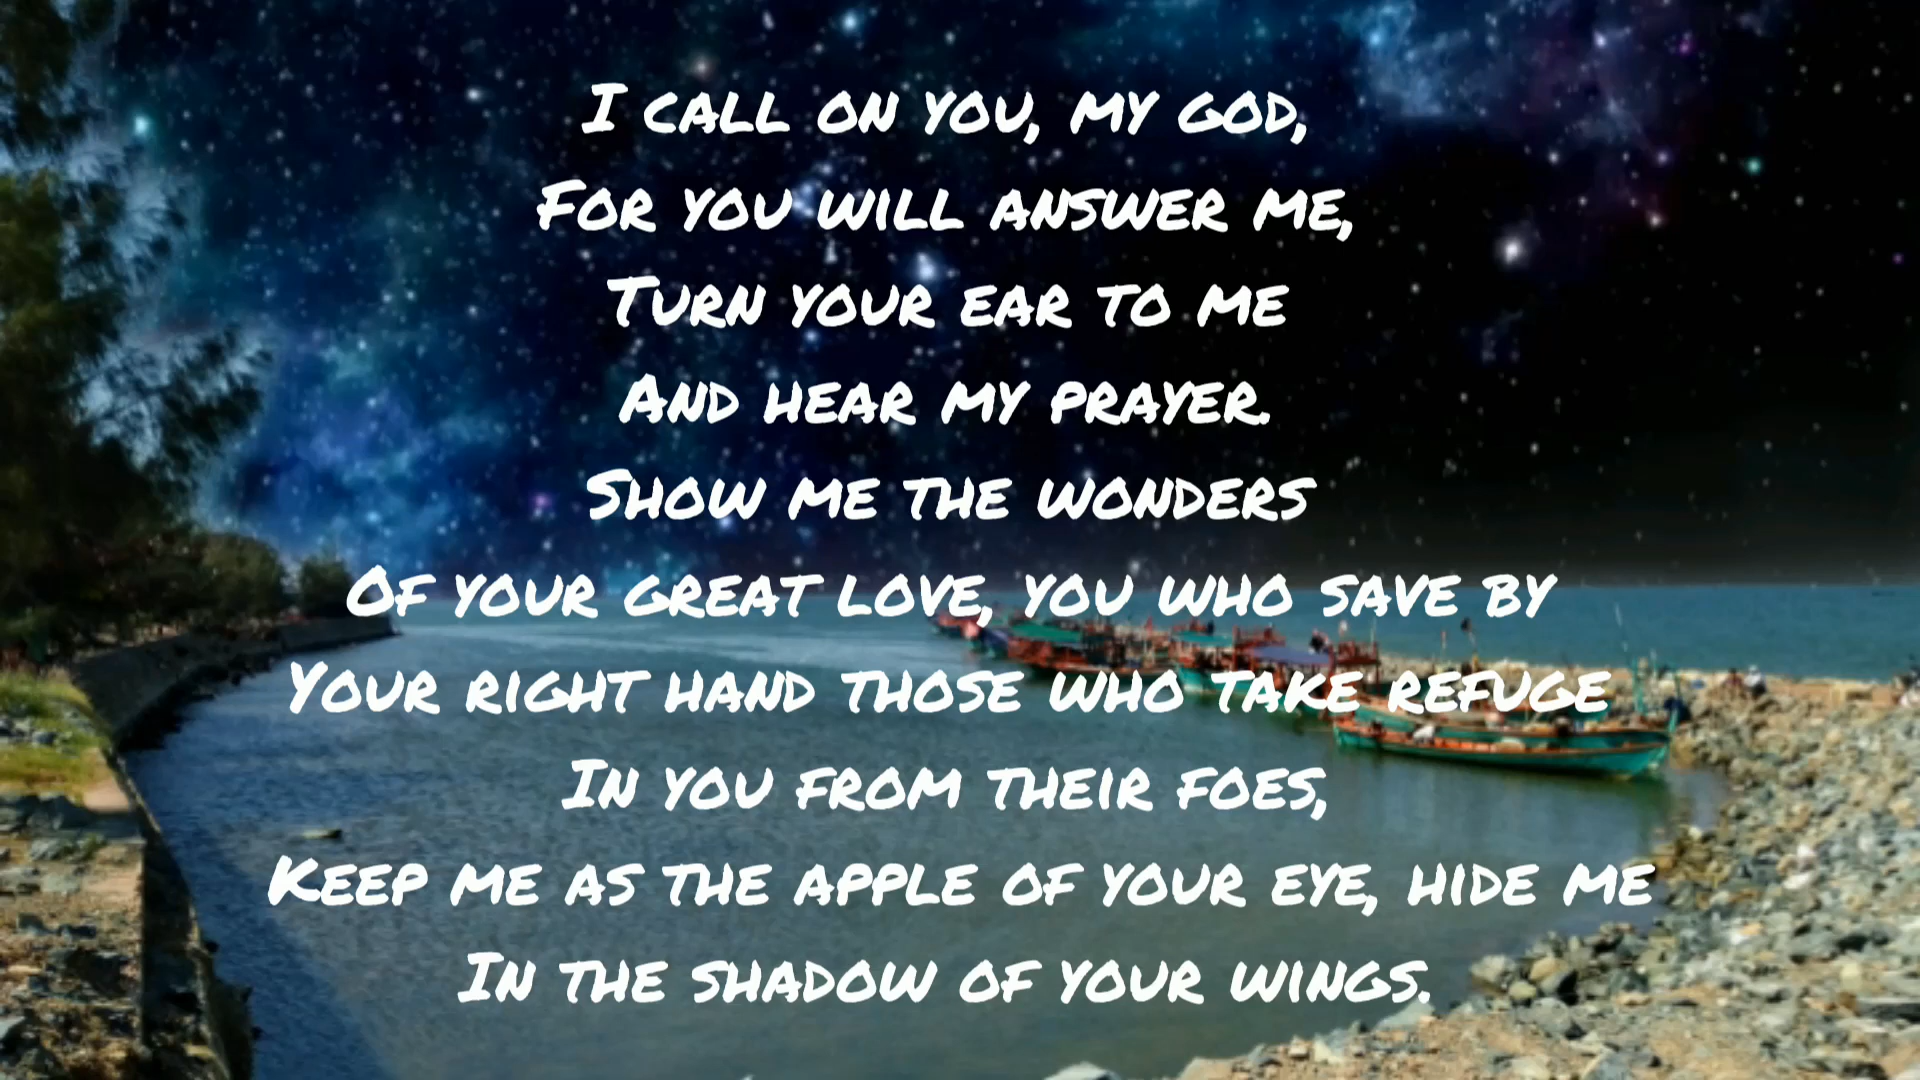 I call on you, my god,
For you will answer me,
Turn your ear to me
And hear my prayer.
Show me the wonders
Of your great love, you who save by
Your right hand those who take refuge
In you from their foes,
Keep me as the apple of your eye, hide me
In the shadow of your wings.